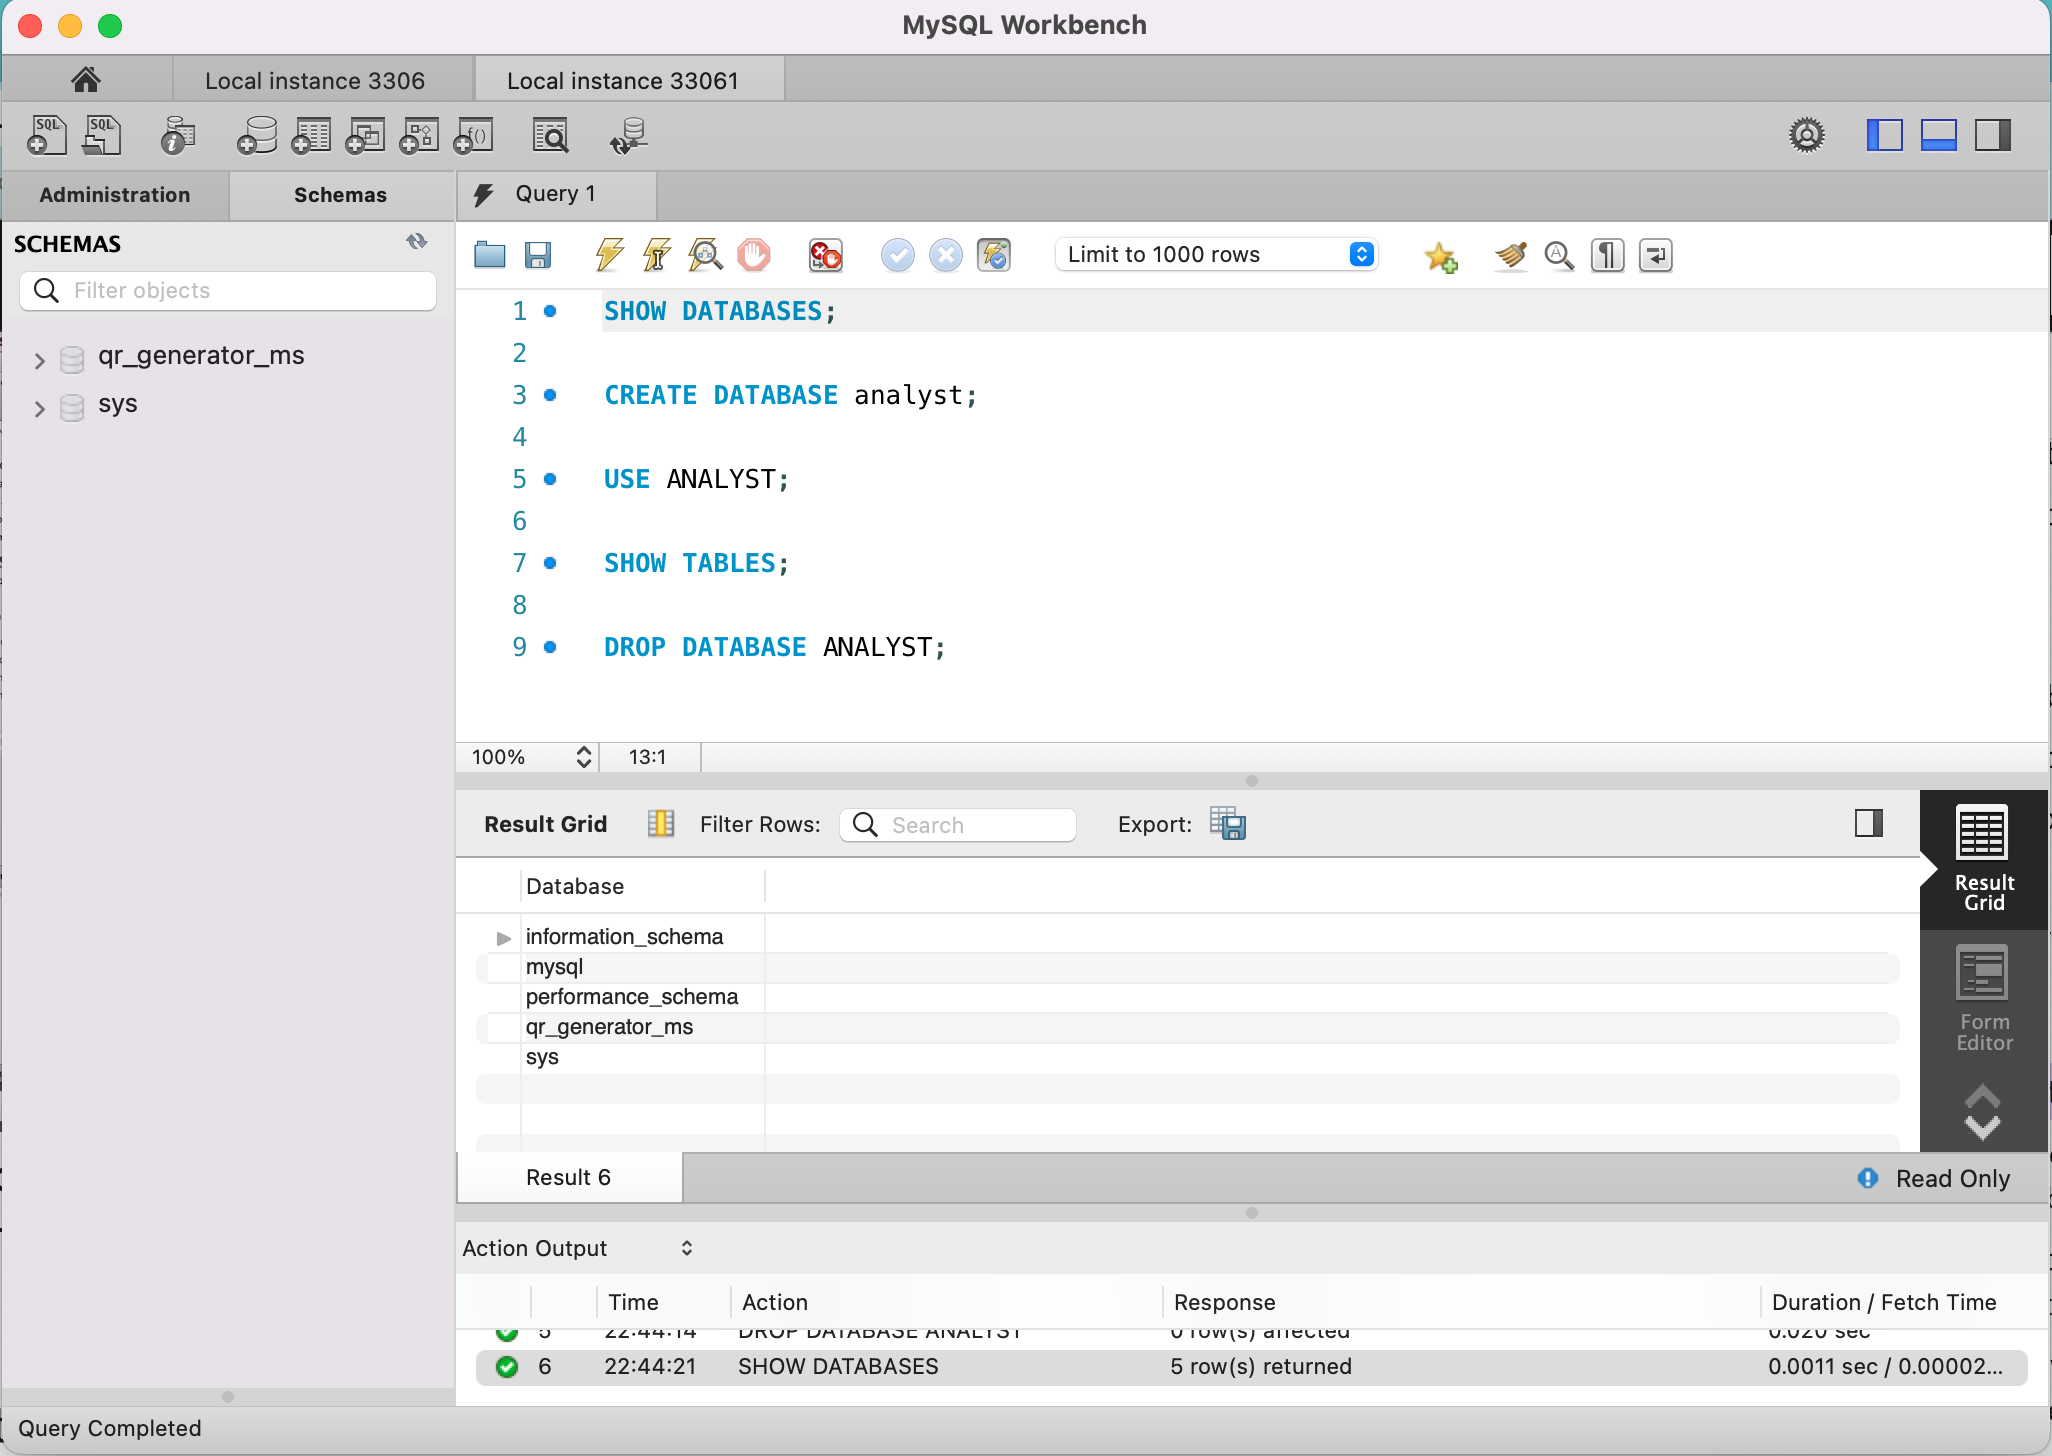 MySQL Workbench
Local instance 3306
Local instance 33061
SQL
SQL
f()
Administration
Schemas
Query 1
SCHEMAS
Filter objects
qr_generator_ms
sys
Limit to 1000 rows
1 SHOW DATABASES;
2
3 CREATE DATABASE analyst;
4
5 USE ANALYST;
6
7 SHOW TABLES;
8
9 DROP DATABASE ANALYST;
100% 13:1
Result Grid Filter Rows: Search Export:
Database
information_schema
mysql
performance_schema
qr_generator_ms
sys
Result
Grid
Form
Editor
Result 6
Read Only
Action Output
Time Action Response Duration / Fetch Time
5 22:44:14 DROP DATABASE ANALYST 0 row(s) affected 0.020 sec
6 22:44:21 SHOW DATABASES 5 row(s) returned 0.0011 sec / 0.00002...
Query Completed